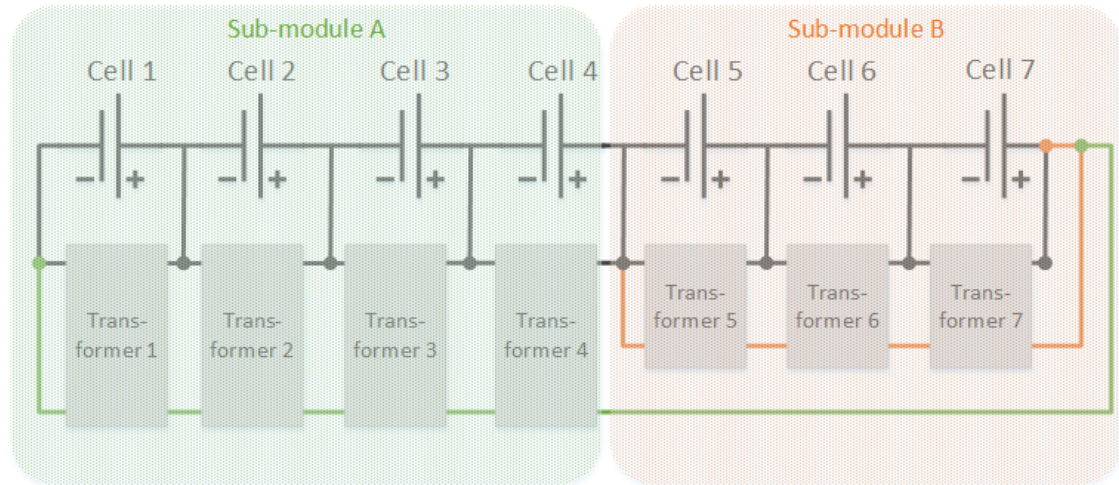 Sub-module A
Sub-module B
Cell 1
Cell 2
Cell 3
Cell 4
Cell 5
Cell 6
Cell 7
− +
− +
− +
− +
− +
− +
− +
Trans-
former 1
Trans-
former 2
Trans-
former 3
Trans-
former 4
Trans-
former 5
Trans-
former 6
Trans-
former 7